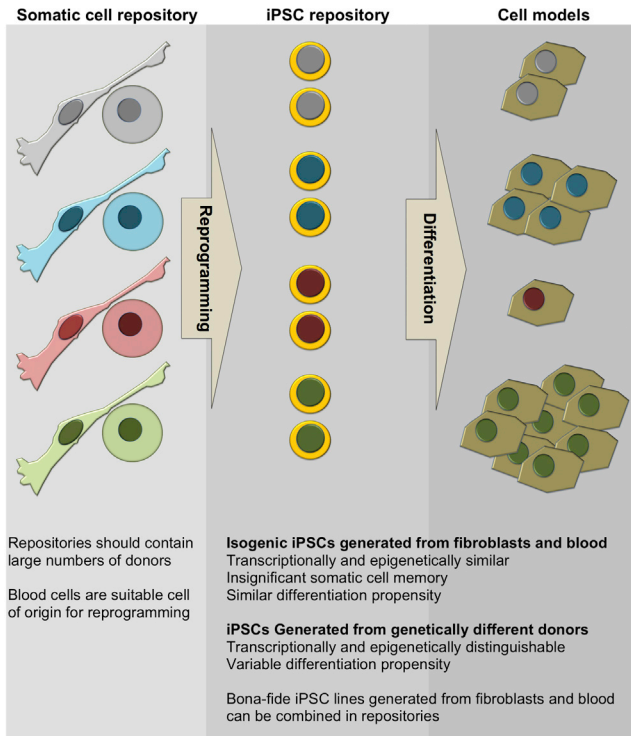 Somatic cell repository
iPSC repository
Cell models
Reprogramming
Differentiation
Repositories should contain
large numbers of donors
Blood cells are suitable cell
of origin for reprogramming
Isogenic iPSCs generated from fibroblasts and blood
Transcriptionally and epigenetically similar
Insignificant somatic cell memory
Similar differentiation propensity
iPSCs Generated from genetically different donors
Transcriptionally and epigenetically distinguishable
Variable differentiation propensity
Bona-fide iPSC lines generated from fibroblasts and blood
can be combined in repositories